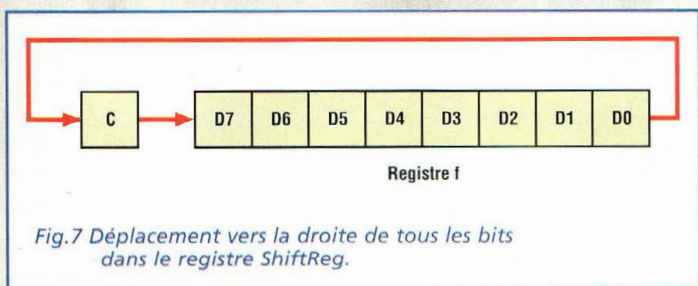 C D7 D6 D5 D4 D3 D2 D1 D0
Registre f
Fig.7 Déplacement vers la droite de tous les bits
dans le registre ShiftReg.